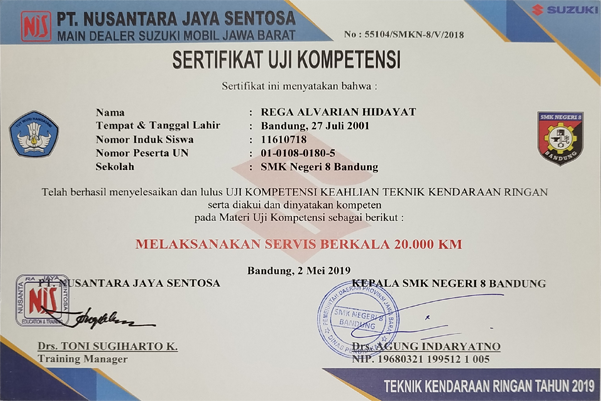 NJS
PT. NUSANTARA JAYA SENTOSA
MAIN DEALER SUZUKI MOBIL JAWA BARAT
SUZUKI
No : 55104/SMKN-8/V/2018
SERTIFIKAT UJI KOMPETENSI
Sertifikat ini menyatakan bahwa :
Nama : REGA ALVARIAN HIDAYAT
Tempat & Tanggal Lahir : Bandung, 27 Juli 2001
Nomor Induk Siswa : 11610718
Nomor Peserta UN : 01-0108-0180-5
Sekolah : SMK Negeri 8 Bandung
SMK NEGERI 8
BANDUNG
Telah berhasil menyelesaikan dan lulus UJI KOMPETENSI KEAHLIAN TEKNIK KENDARAAN RINGAN
serta diakui dan dinyatakan kompeten
pada Materi Uji Kompetensi sebagai berikut :
MELAKSANAKAN SERVIS BERKALA 20.000 KM
Bandung, 2 Mei 2019
PT. NUSANTARA JAYA SENTOSA
KEPALA SMK NEGERI 8 BANDUNG
NJS
SMK NEGERI 8
BANDUNG
Drs. TONI SUGIHARTO K.
Training Manager
Drs. AGUNG INDARYATNO
NIP. 19680321 199512 1 005
TEKNIK KENDARAAN RINGAN TAHUN 2019